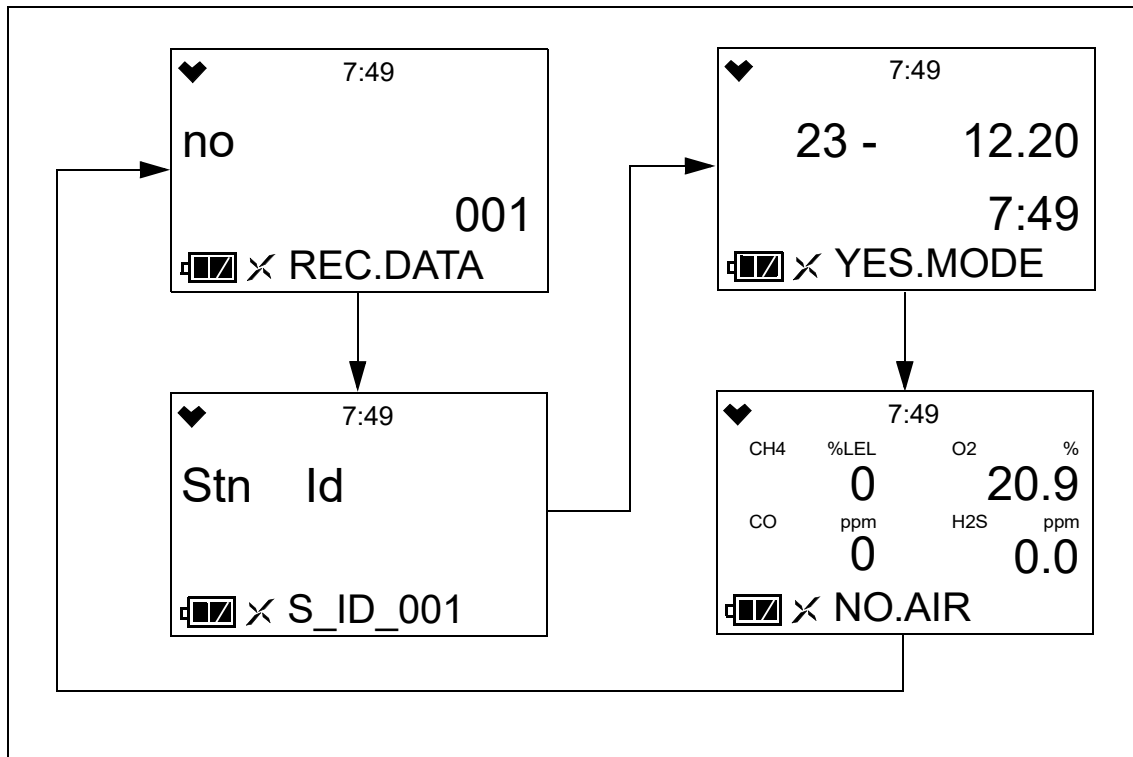 7:49
no
001
REC.DATA
7:49
Stn Id
S_ID_001
7:49
23 - 12.20
7:49
YES.MODE
7:49
CH4 %LEL O2 %
0 20.9
CO ppm H2S ppm
0 0.0
NO.AIR